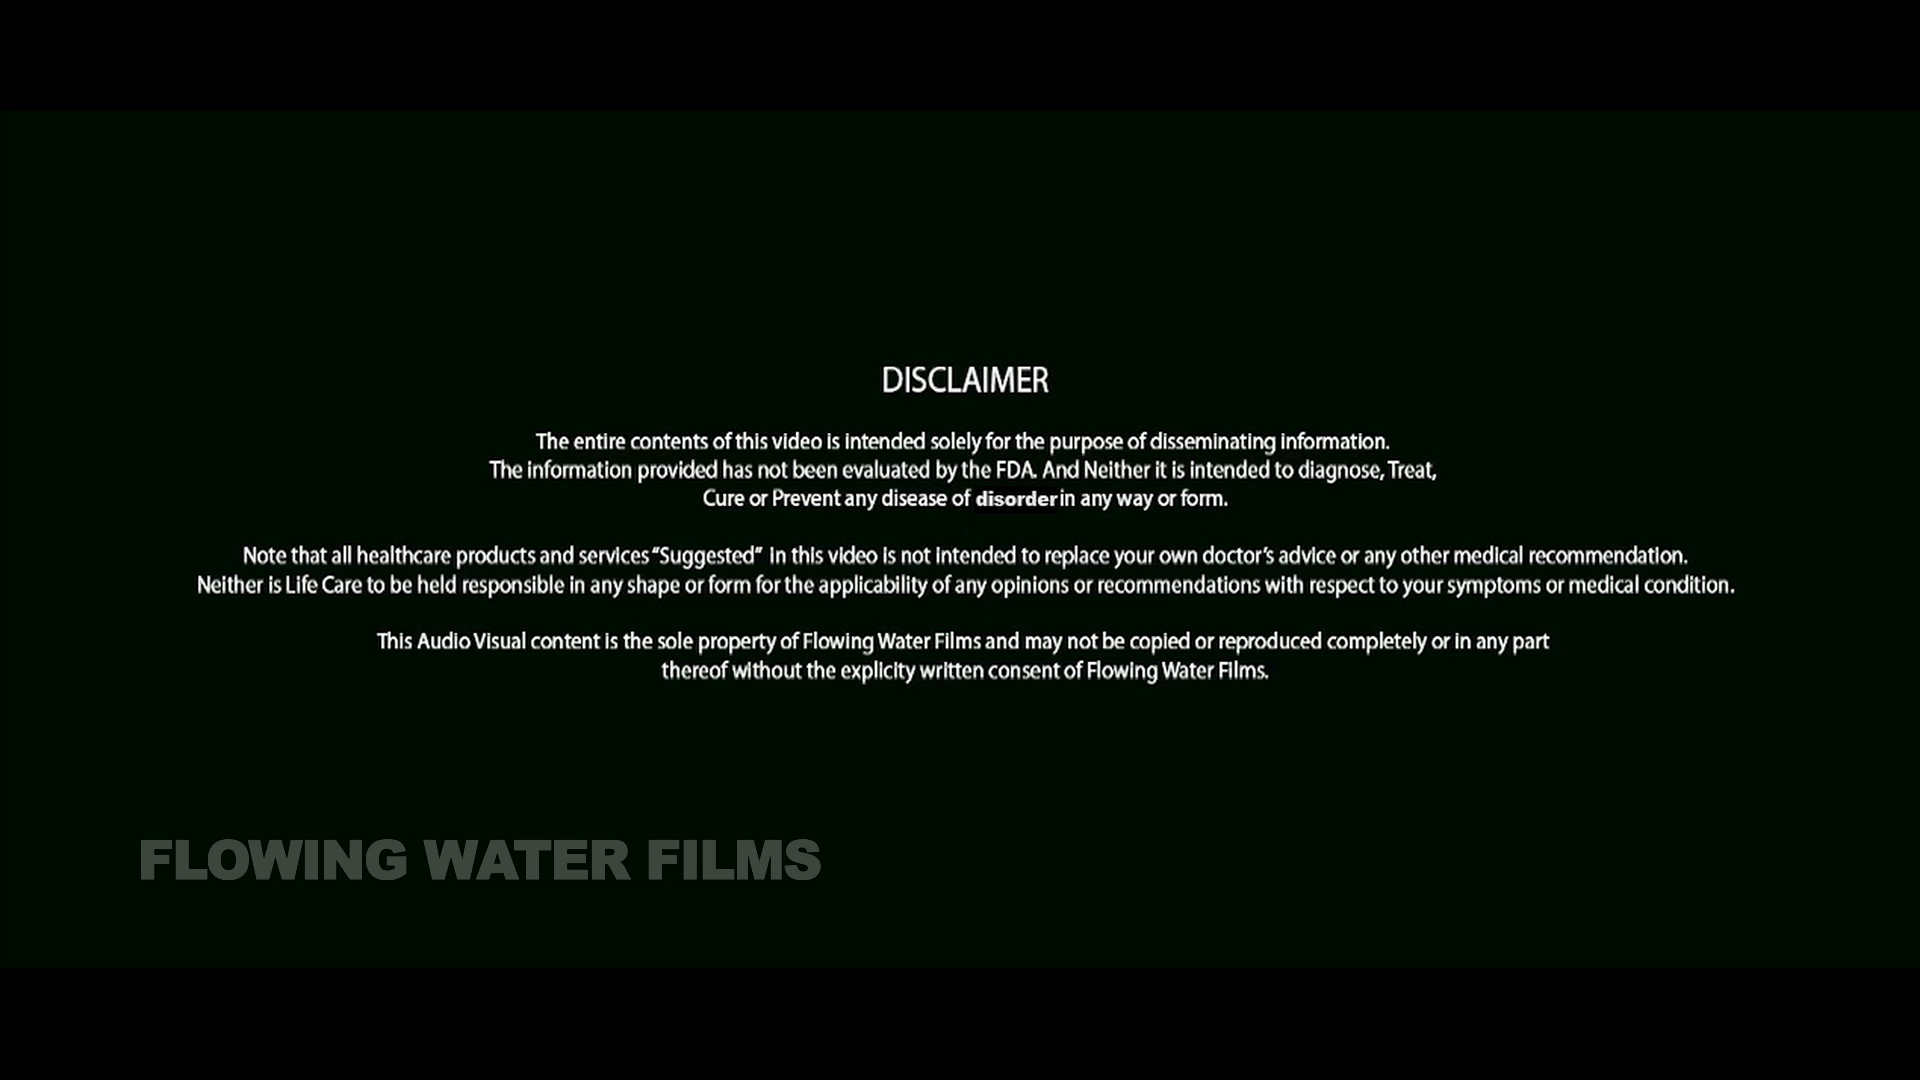 DISCLAIMER
The entire contents of this video is intended solely for the purpose of disseminating information.
The information provided has not been evaluated by the FDA. And Neither it is intended to diagnose, Treat,
Cure or Prevent any disease of disorder in any way or form.
Note that all healthcare products and services “Suggested” in this video is not intended to replace your own doctor’s advice or any other medical recommendation.
Neither is Life Care to be held responsible in any shape or form for the applicability of any opinions or recommendations with respect to your symptoms or medical condition.
This Audio Visual content is the sole property of Flowing Water Films and may not be copied or reproduced completely or in any part
thereof without the explicity written consent of Flowing Water Films.
FLOWING WATER FILMS